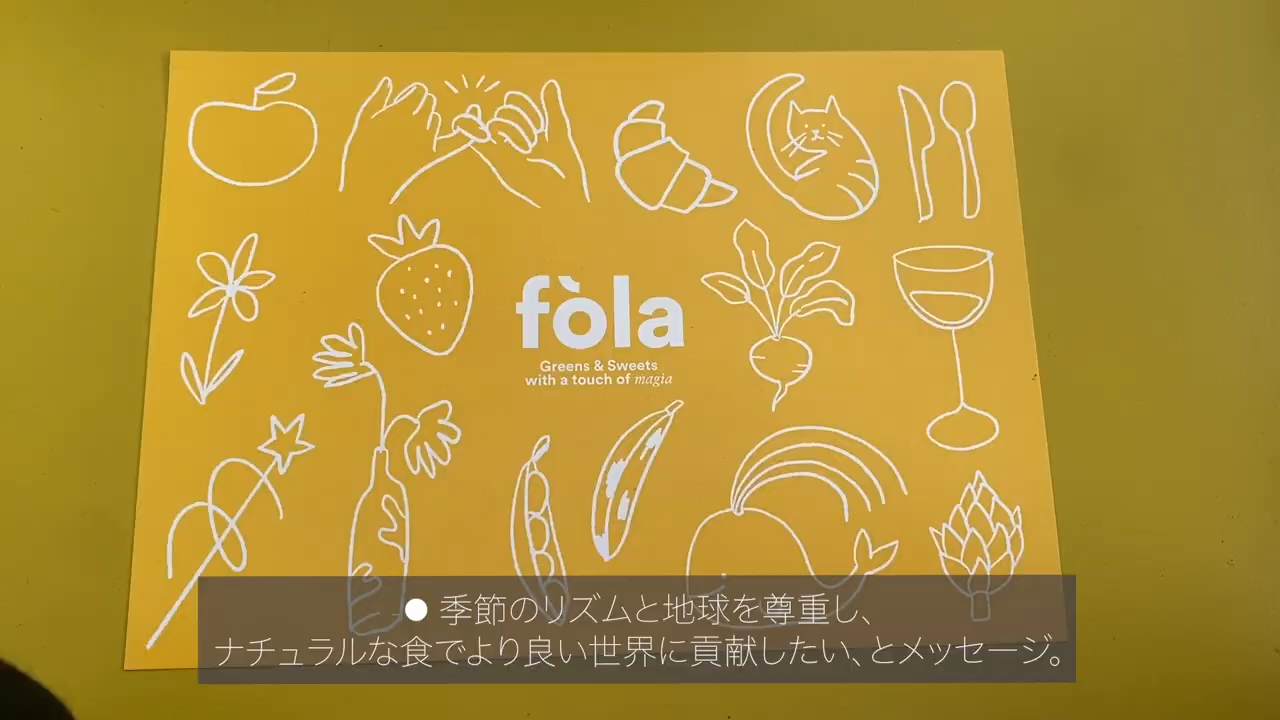 fòla
Greens & Sweets
with a touch of magia
● 季節のリズムと地球を尊重し、
ナチュラルな食でより良い世界に貢献したい、とメッセージ。